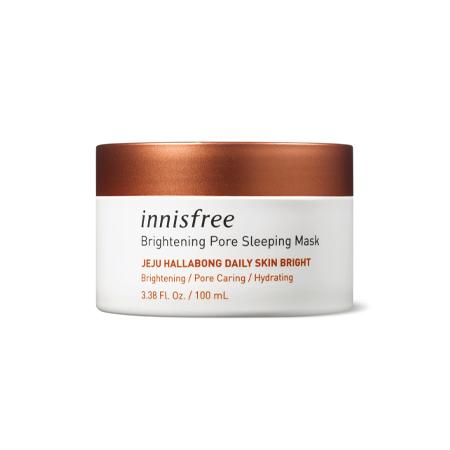 innisfree
Brightening Pore Sleeping Mask
JEJU HALLABONG DAILY SKIN BRIGHT
Brightening / Pore Caring / Hydrating
3.38 Fl. Oz. / 100 mL